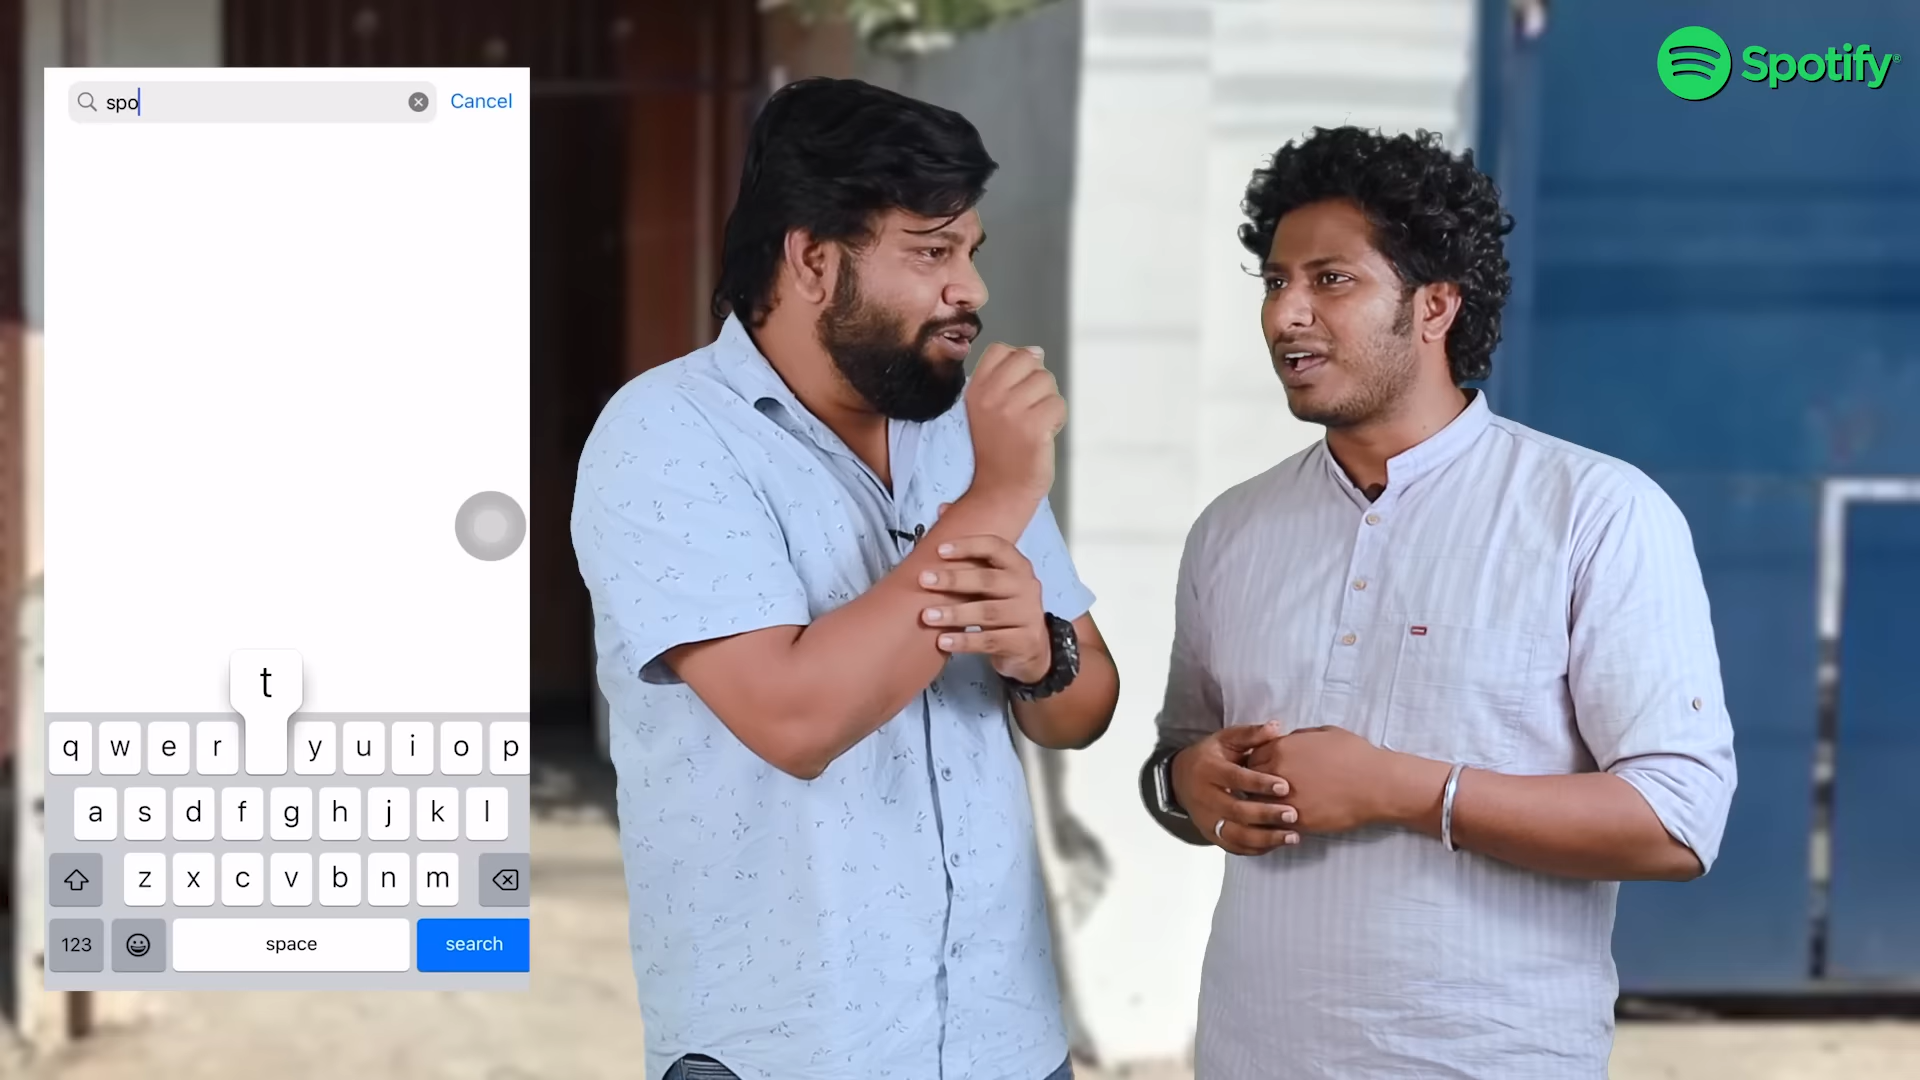 Spotify®
spo
Cancel
t
q w e r y u i o p
a s d f g h j k l
z x c v b n m
123
space
search